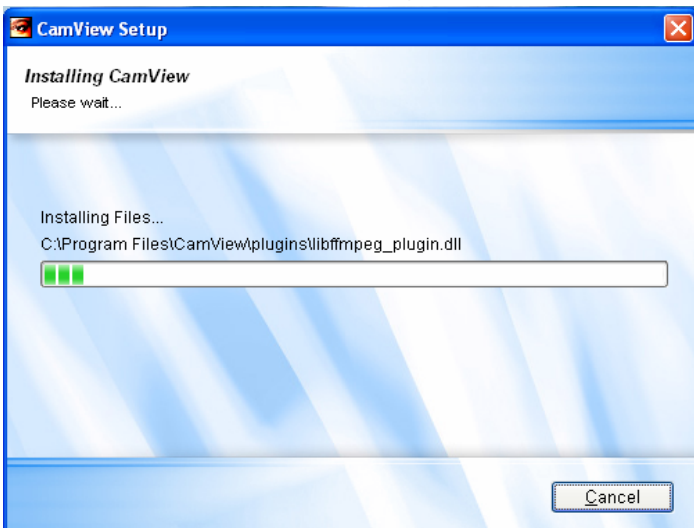 CamView Setup
Installing CamView
Please wait...
Installing Files...
C:\Program Files\CamView\plugins\libffmpeg_plugin.dll
Cancel